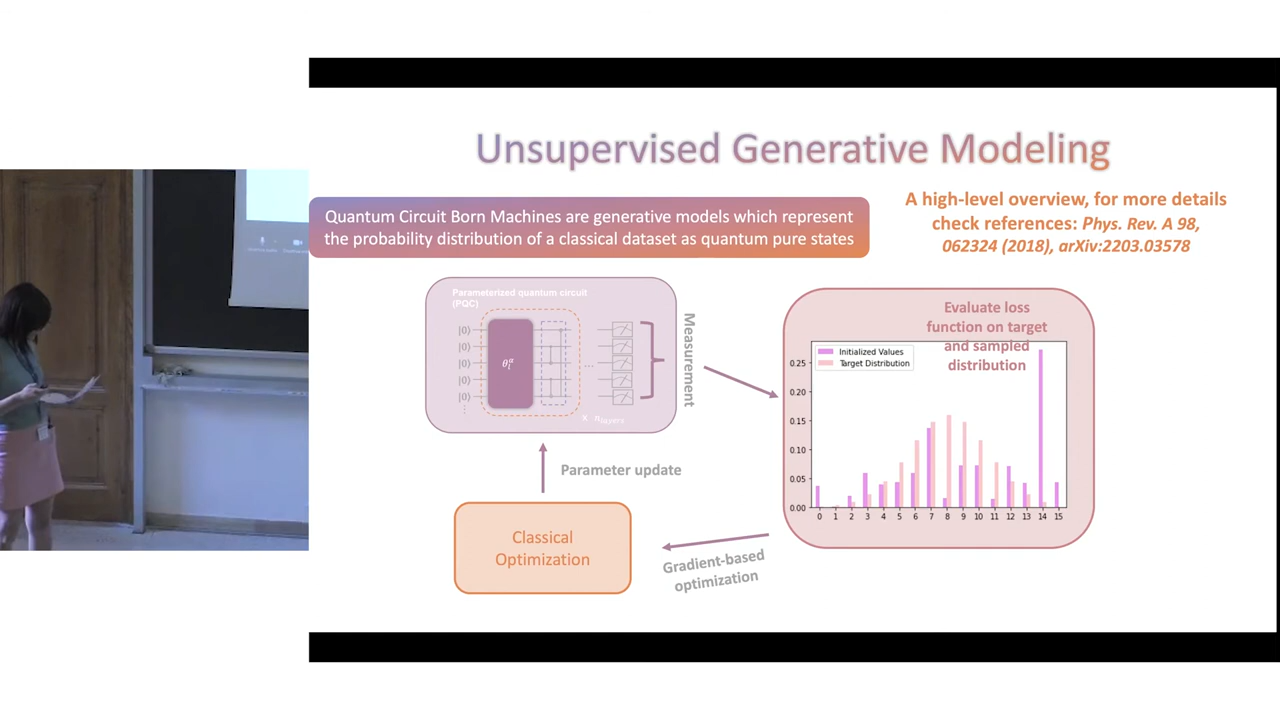 Unsupervised Generative Modeling
Quantum Circuit Born Machines are generative models which represent
the probability distribution of a classical dataset as quantum pure states
A high-level overview, for more details
check references: Phys. Rev. A 98,
062324 (2018), arXiv:2203.03578
Parameterized quantum circuit
(PQC)
|0⟩
|0⟩
|0⟩
|0⟩
|0⟩
⋮
θ_l^α
...
× n_layers
Measurement
Evaluate loss
function on target
and sampled
distribution
Initialized Values
Target Distribution
0.25
0.20
0.15
0.10
0.05
0.00
0 1 2 3 4 5 6 7 8 9 10 11 12 13 14 15
Parameter update
Classical
Optimization
Gradient-based
optimization